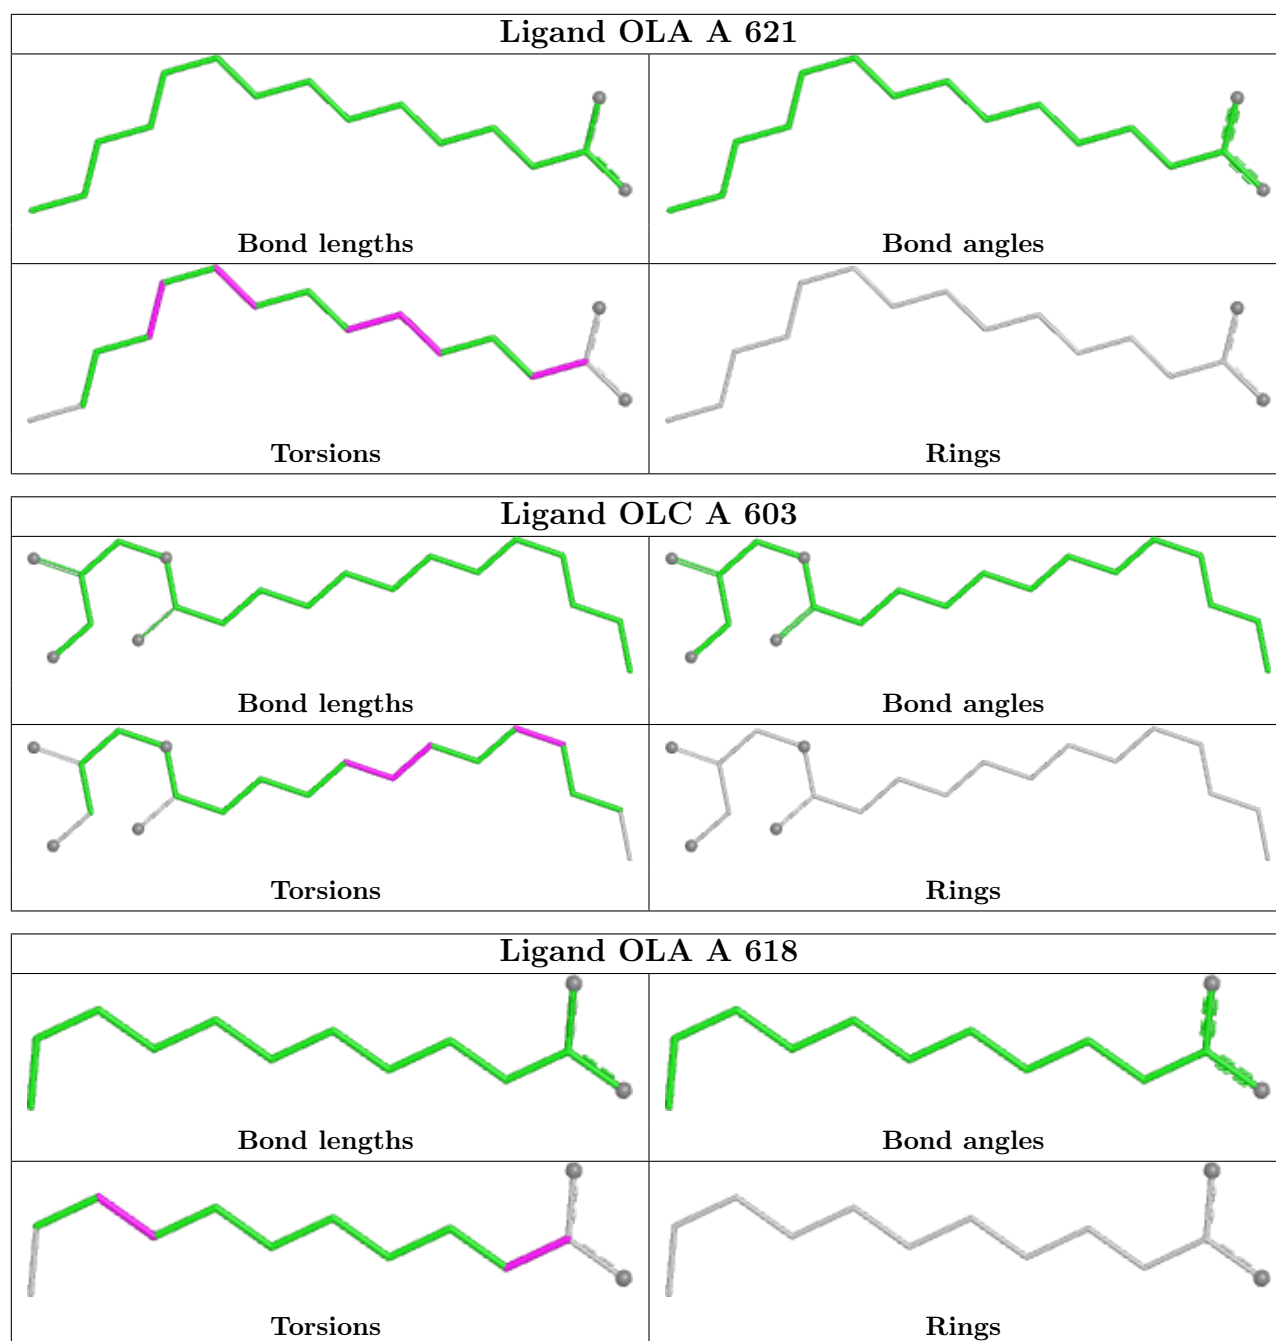 Ligand OLA A 621
Bond lengths
Bond angles
Torsions
Rings
Ligand OLC A 603
Bond lengths
Bond angles
Torsions
Rings
Ligand OLA A 618
Bond lengths
Bond angles
Torsions
Rings